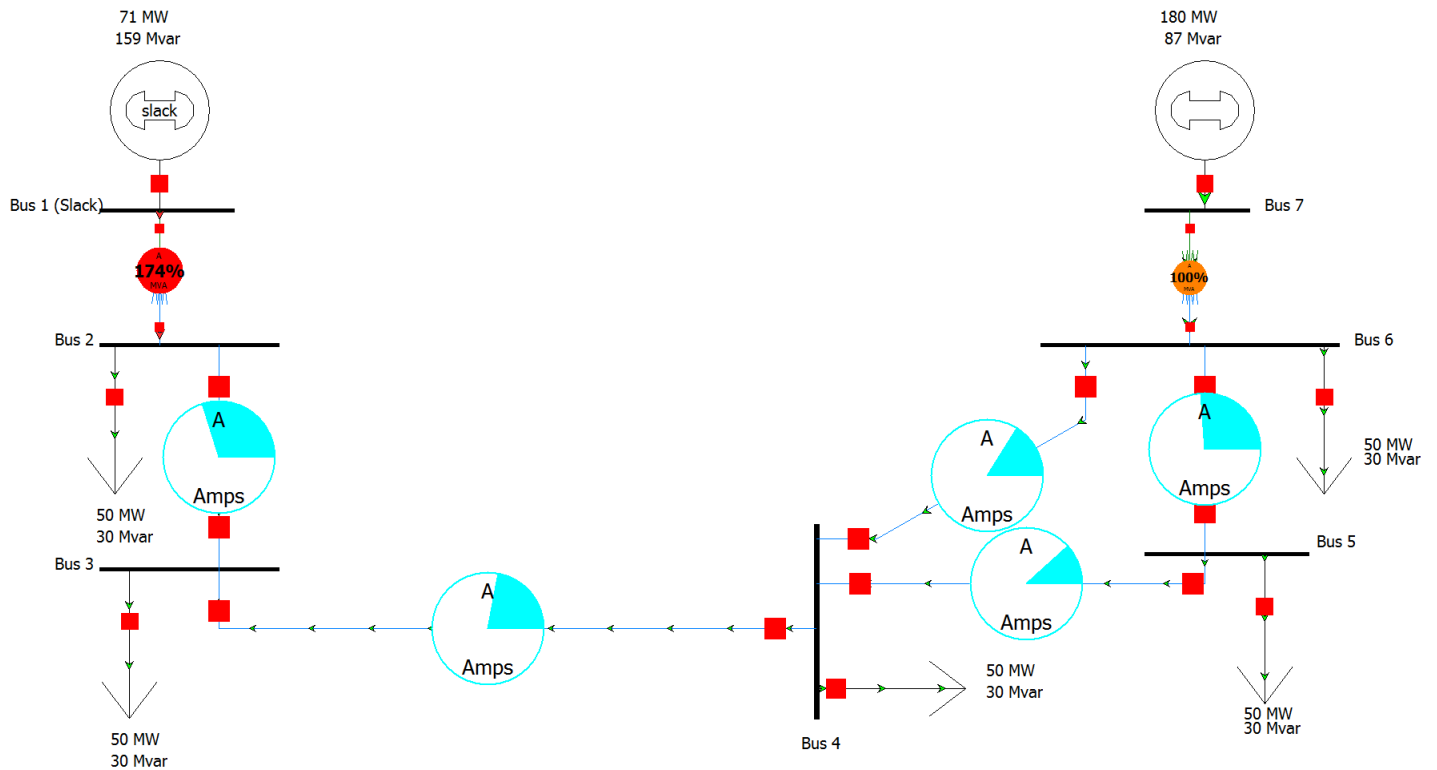 71 MW
159 Mvar
slack
Bus 1 (Slack)
A
174%
MVA
Bus 2
A
Amps
50 MW
30 Mvar
Bus 3
50 MW
30 Mvar
A
Amps
180 MW
87 Mvar
Bus 7
A
100%
MVA
Bus 6
A
Amps
A
Amps
50 MW
30 Mvar
A
Amps
Bus 5
50 MW
30 Mvar
50 MW
30 Mvar
Bus 4